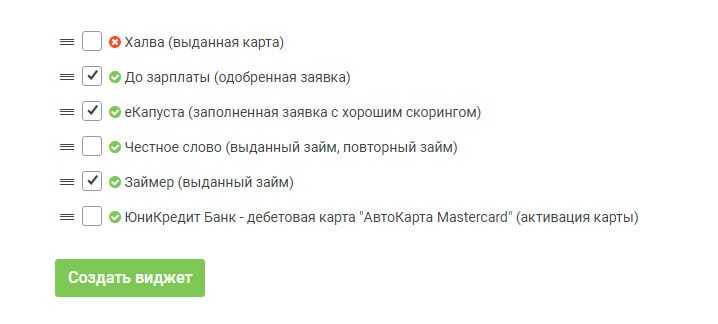 Халва (выданная карта)
До зарплаты (одобренная заявка)
еКапуста (заполненная заявка с хорошим скорингом)
Честное слово (выданный займ, повторный займ)
Займер (выданный займ)
ЮниКредит Банк - дебетовая карта "АвтоКарта Mastercard" (активация карты)
Создать виджет